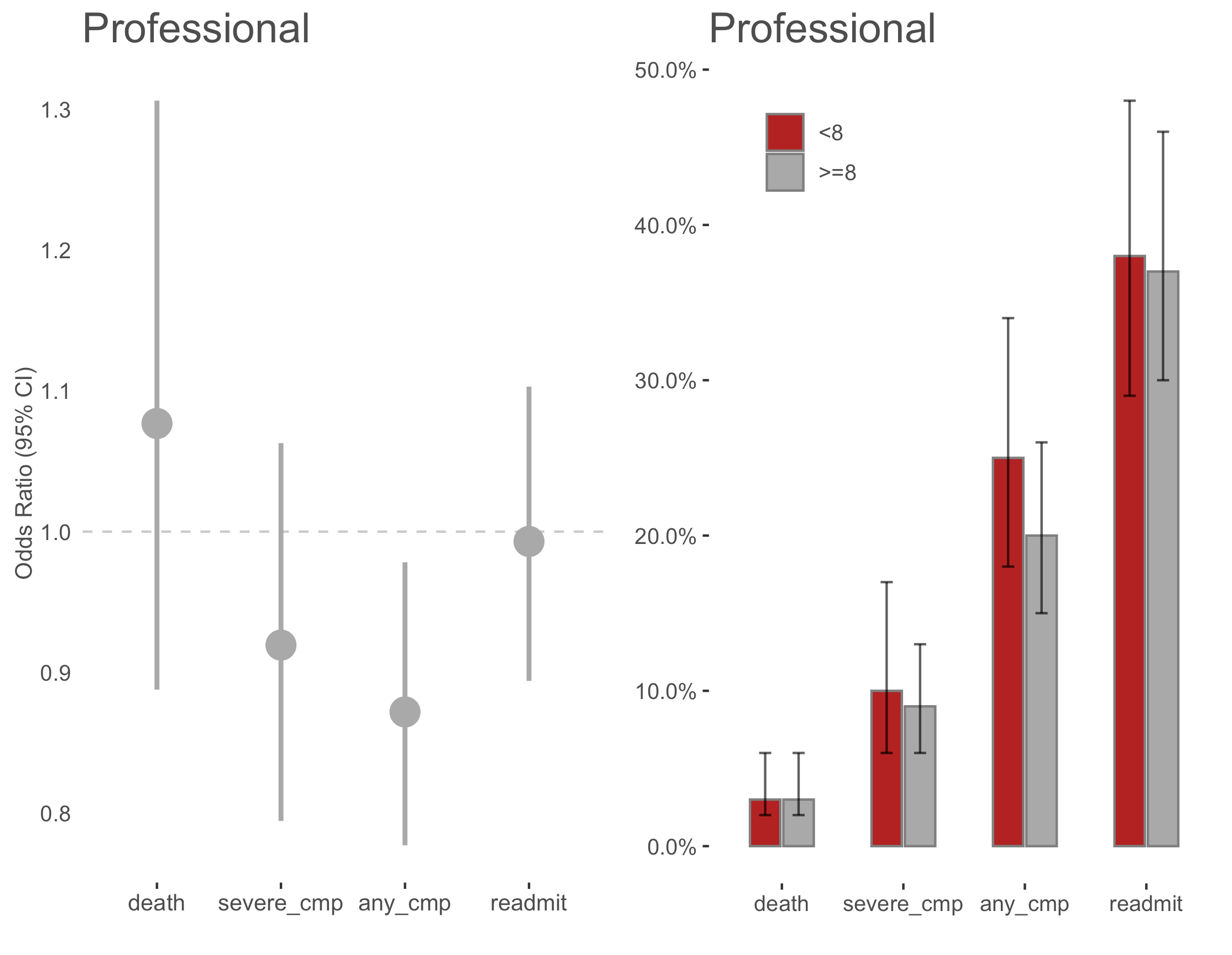 Professional
Odds Ratio (95% CI)
1.3
1.2
1.1
1.0
0.9
0.8
death severe_cmp any_cmp readmit
Professional
50.0%
40.0%
30.0%
20.0%
10.0%
0.0%
<8
>=8
death severe_cmp any_cmp readmit